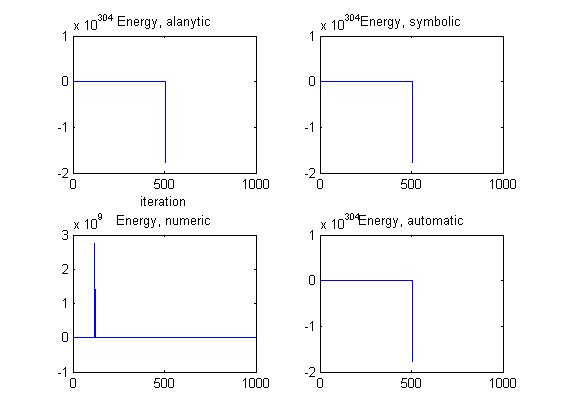 x 10^304 Energy, alanytic
1
0
-1
-2
0 500 1000
iteration
x 10^304 Energy, symbolic
1
0
-1
-2
0 500 1000
x 10^9 Energy, numeric
3
2
1
0
-1
0 500 1000
x 10^304 Energy, automatic
1
0
-1
-2
0 500 1000